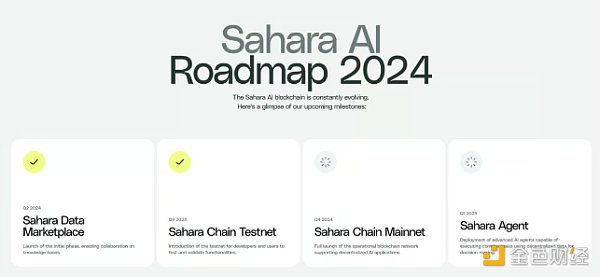 Sahara AI
Roadmap 2024
The Sahara AI blockchain is constantly evolving.
Here's a glimpse of our upcoming milestones:
Q2 2024
Sahara Data
Marketplace
Launch of the initial phase, enabling collaboration on
knowledge bases.
Q3 2024
Sahara Chain Testnet
Introduction of the testnet for developers and users to
test and validate functionalities.
Q4 2024
Sahara Chain Mainnet
Full launch of the operational blockchain network
supporting decentralized AI applications.
Q1 2025
Sahara Agent
Deployment of advanced AI agents capable of
executing complex tasks using decentralized data for
金色财经